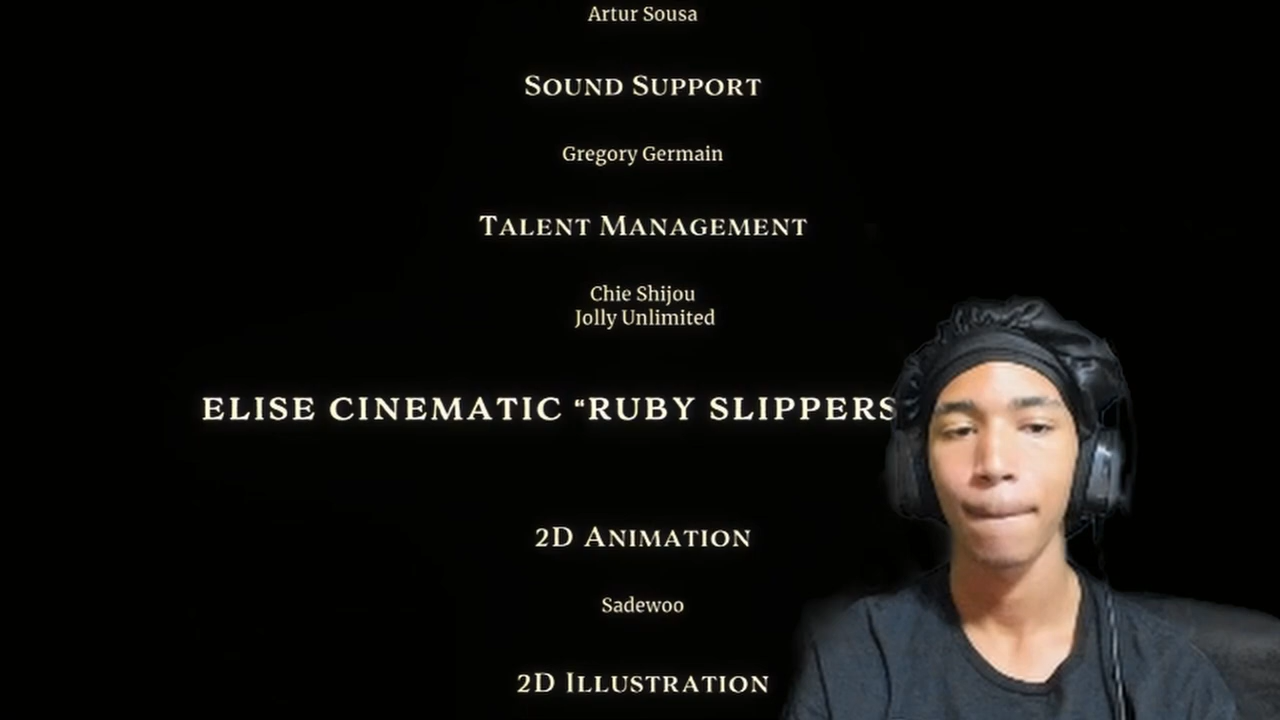 Artur Sousa
SOUND SUPPORT
Gregory Germain
TALENT MANAGEMENT
Chie Shijou
Jolly Unlimited
ELISE CINEMATIC “RUBY SLIPPERS
2D ANIMATION
Sadewoo
2D ILLUSTRATION